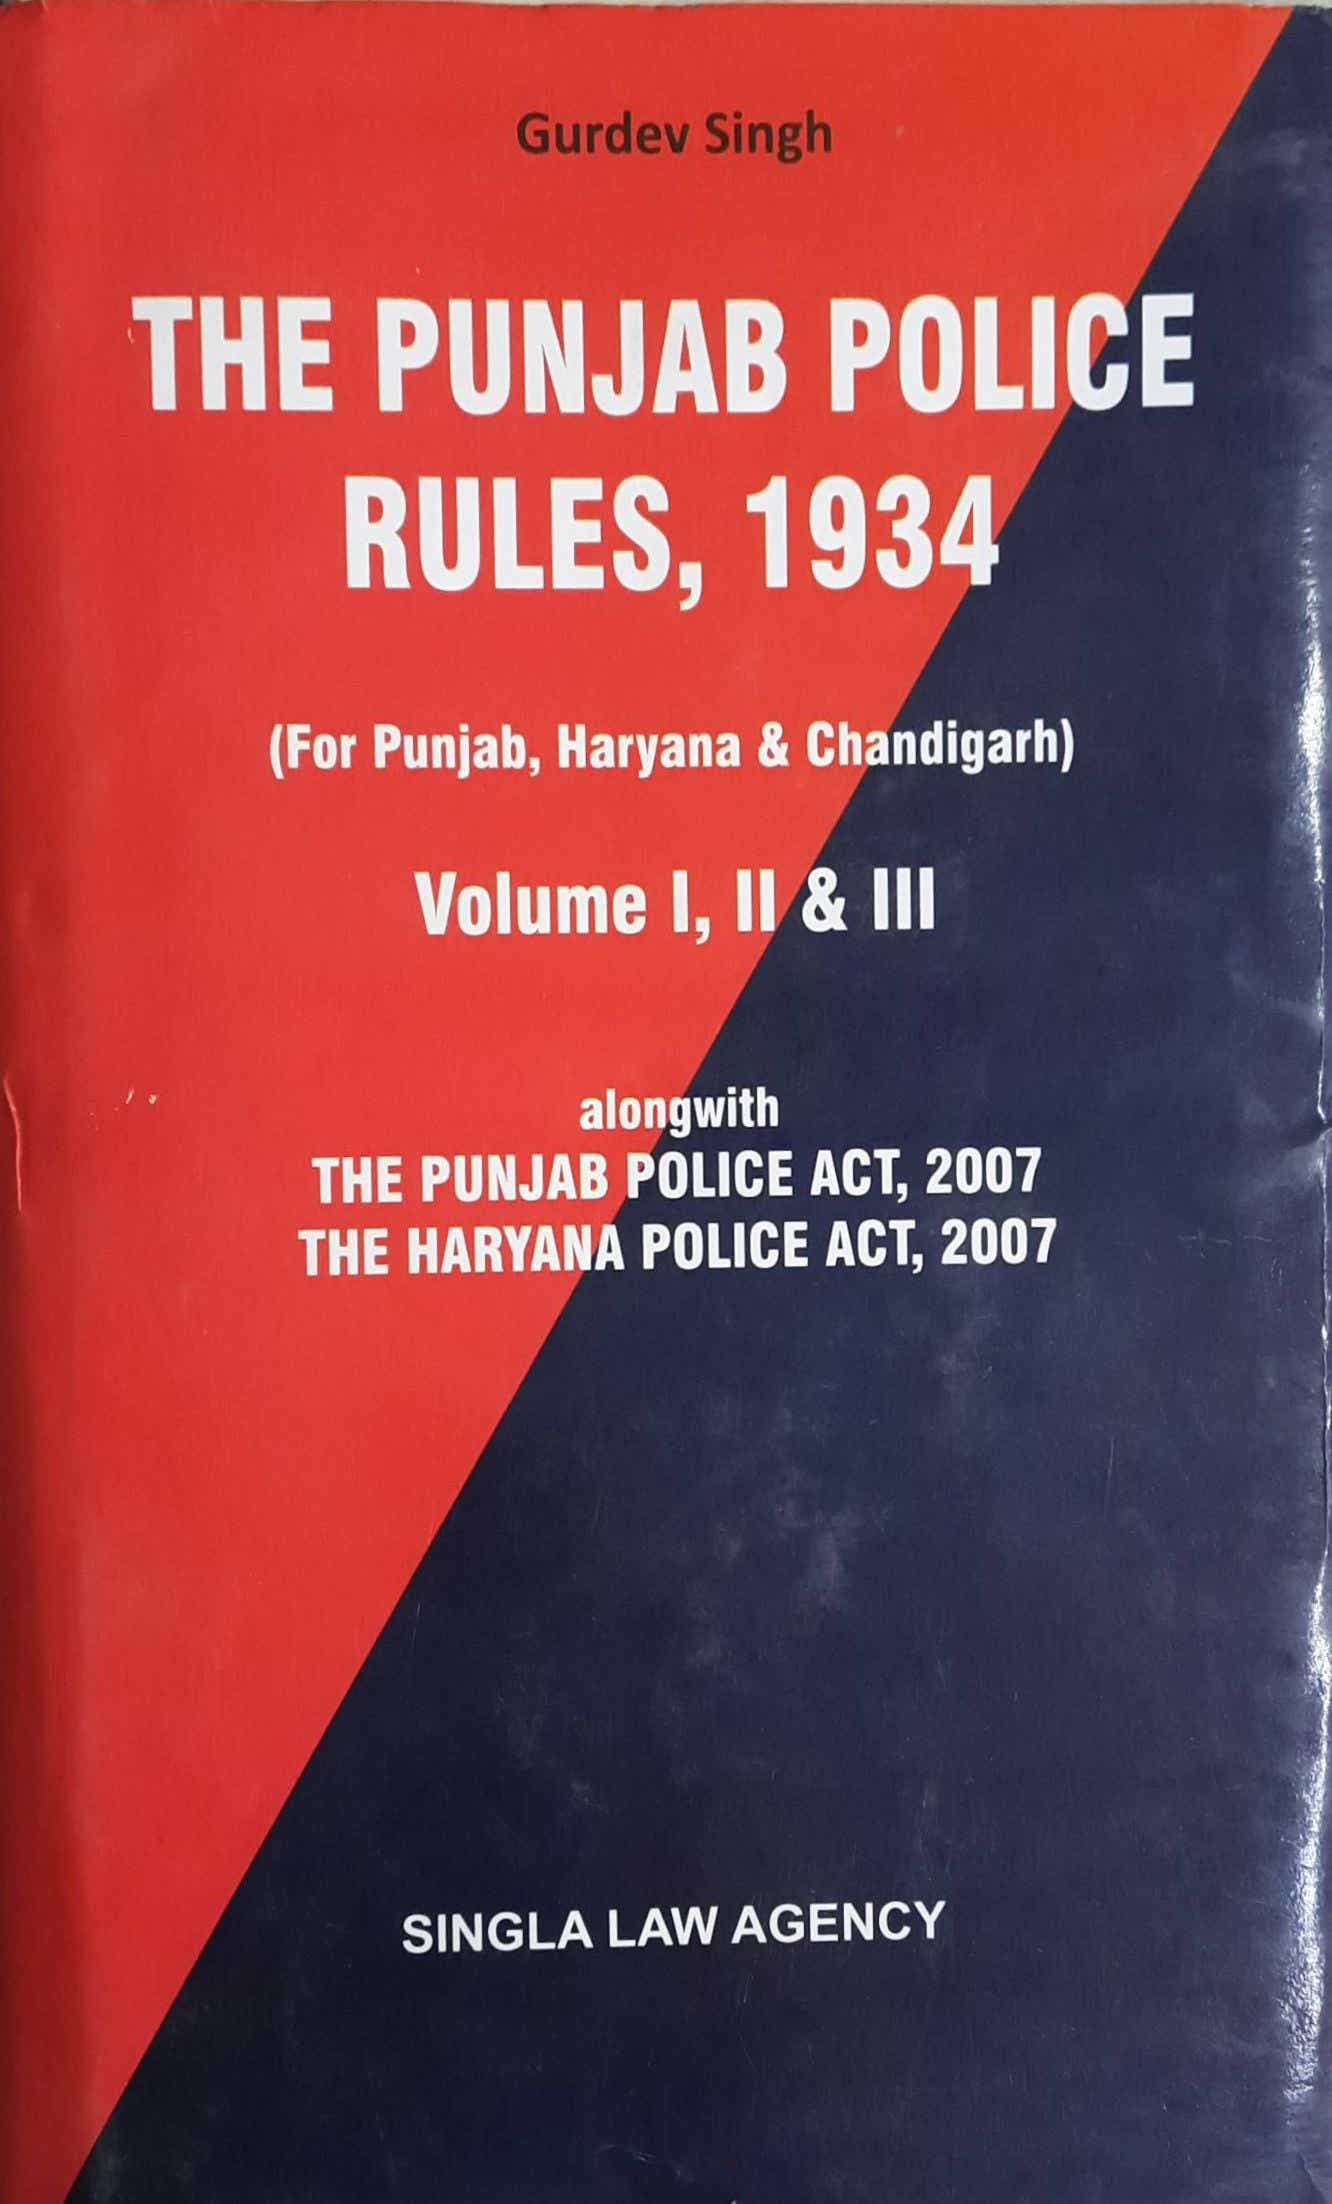 Gurdev Singh
THE PUNJAB POLICE
RULES, 1934
(For Punjab, Haryana & Chandigarh)
Volume I, II & III
alongwith
THE PUNJAB POLICE ACT, 2007
THE HARYANA POLICE ACT, 2007
SINGLA LAW AGENCY